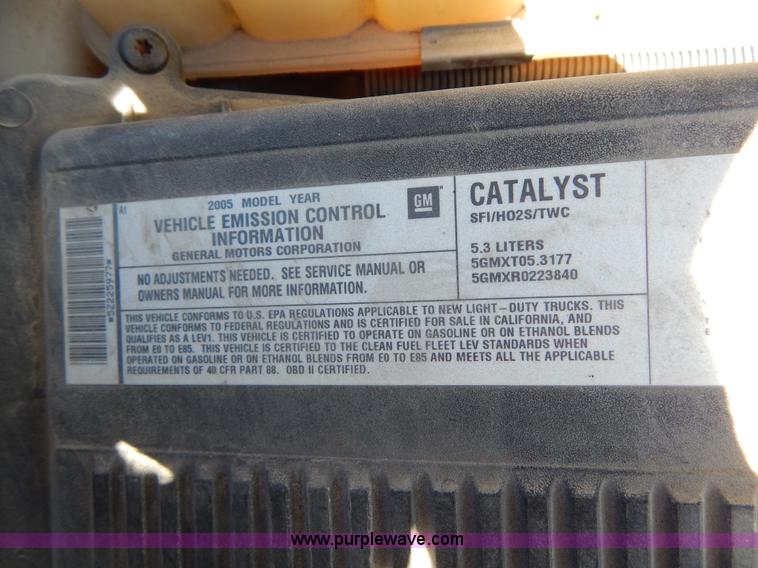 2005 MODEL YEAR
VEHICLE EMISSION CONTROL
INFORMATION
GENERAL MOTORS CORPORATION
GM
NO ADJUSTMENTS NEEDED. SEE SERVICE MANUAL OR
OWNERS MANUAL FOR MORE INFORMATION.
CATALYST
SFI/HO2S/TWC
5.3 LITERS
5GMXT05.3177
5GMXR0223840
THIS VEHICLE CONFORMS TO U.S. EPA REGULATIONS APPLICABLE TO NEW LIGHT-DUTY TRUCKS. THIS
VEHICLE CONFORMS TO FEDERAL REGULATIONS AND IS CERTIFIED FOR SALE IN CALIFORNIA, AND
QUALIFIES AS A LEV1. THIS VEHICLE IS CERTIFIED TO OPERATE ON GASOLINE OR ON ETHANOL BLENDS
FROM E0 TO E85. THIS VEHICLE IS CERTIFIED TO THE CLEAN FUEL FLEET LEV STANDARDS WHEN
OPERATED ON GASOLINE OR ON ETHANOL BLENDS FROM E0 TO E85 AND MEETS ALL THE APPLICABLE
REQUIREMENTS OF 40 CFR PART 88. OBD II CERTIFIED.
*52225977*
A1
www.purplewave.com